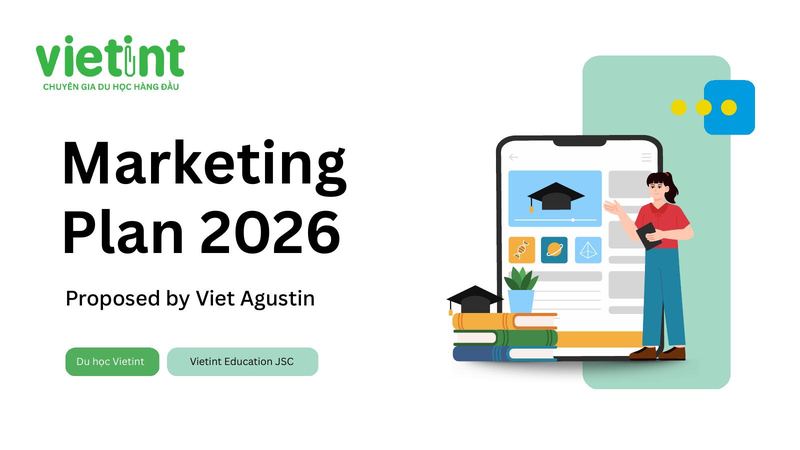 vietint
CHUYÊN GIA DU HỌC HÀNG ĐẦU
Marketing
Plan 2026
Proposed by Viet Agustin
Du học Vietint
Vietint Education JSC